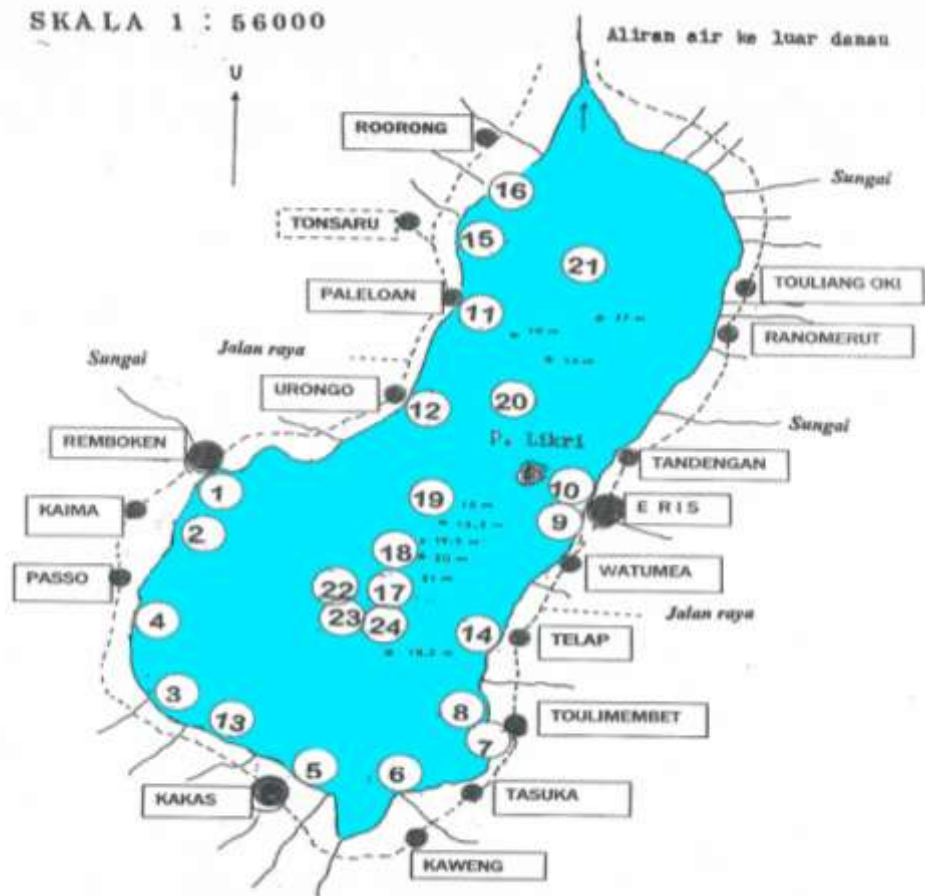 SKALA 1 : 56000
Aliran air ke luar danau
U
ROORONG
16
Sungai
TONSARU
15
21
TOULIANG OKI
PALELOAN
11
RANOMERUT
Jalan raya
Sungai
URONGO
12
20
Sungai
P. Likri
REMBOKEN
TANDENGAN
1
19
10
KAIMA
E RIS
2
9
18
PASSO
WATUMEA
22
17
Jalan raya
4
23
24
14
TELAP
3
8
13
TOULIMEMBET
7
5
6
KAKAS
TASUKA
KAWENG